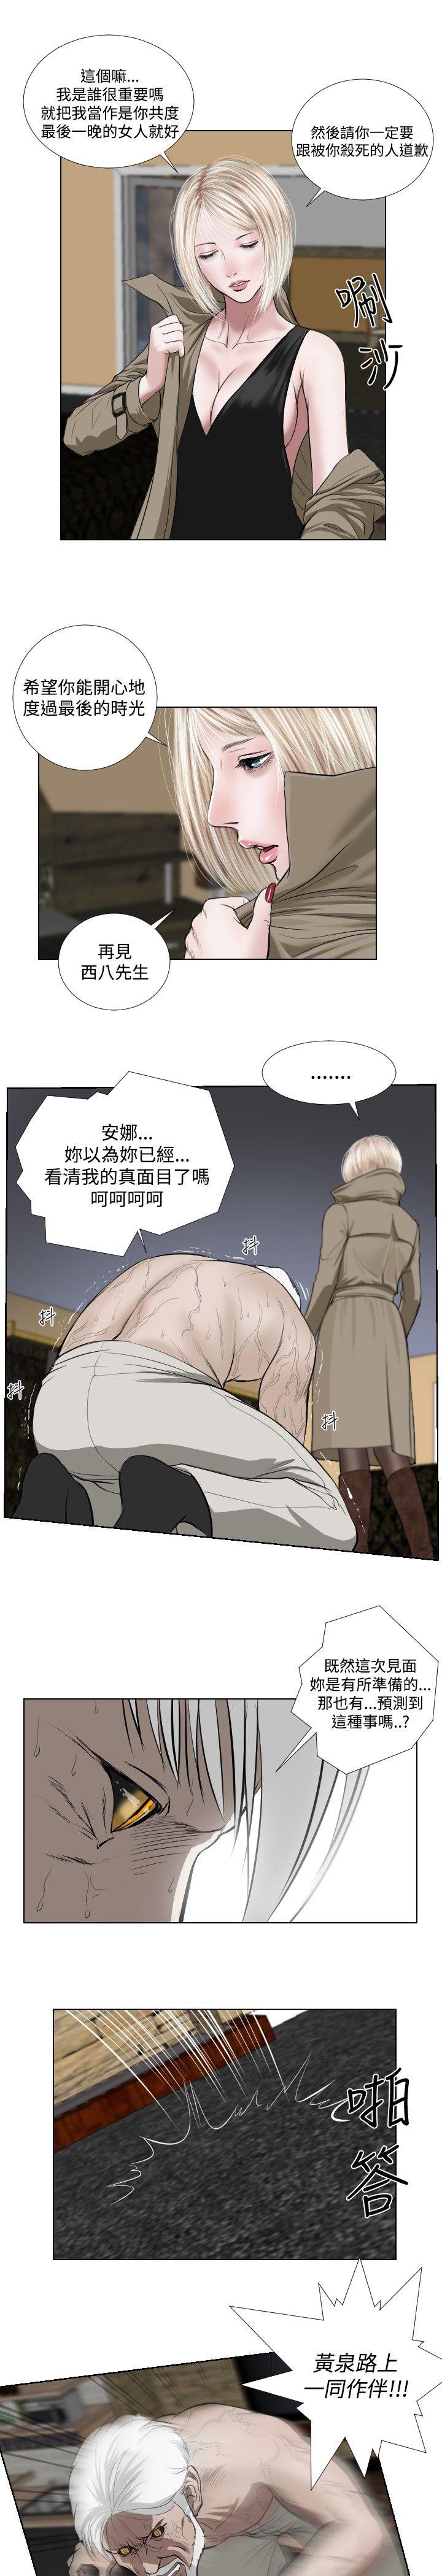 這個嘛...
我是誰很重要嗎
就把我當作是你共度
最後一晚的女人就好
然後請你一定要
跟被你殺死的人道歉
唰
沙
希望你能開心地
度過最後的時光
再見
西八先生
.......
安娜...
妳以為妳已經...
看清我的真面目了嗎
呵呵呵呵
抖
抖
抖
抖
既然這次見面
妳是有所準備的...
那也有...預測到
這種事嗎..?
啪
答
黃泉路上
一同作伴!!!